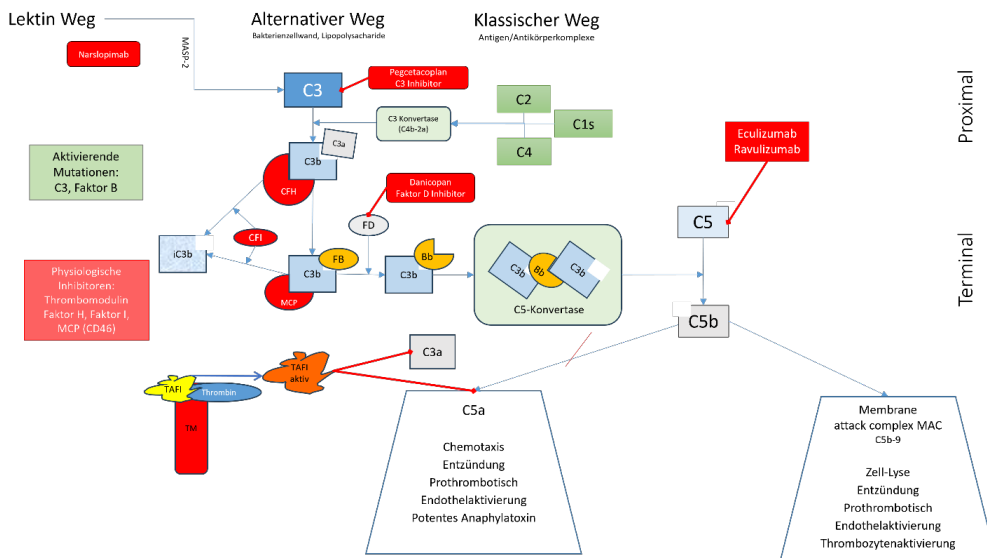 Lektin Weg
Alternativer Weg
Bakterienzellwand, Lipopolysacharide
Klassischer Weg
Antigen/Antikörperkomplexe
Narslopimab
MASP-2
Pegcetacoplan
C3 Inhibitor
C3
C3 Konvertase
(C4b-2a)
C2
C1s
C4
Proximal
Eculizumab
Ravulizumab
C3a
C3b
CFH
Aktivierende
Mutationen:
C3, Faktor B
Danicopan
Faktor D Inhibitor
FD
C5
iC3b
CFI
C3b
FB
MCP
C3b
Bb
C3b
Bb
C3b
C5-Konvertase
Terminal
Physiologische
Inhibitoren:
Thrombomodulin
Faktor H, Faktor I,
MCP (CD46)
C5b
C3a
TAFI
aktiv
TAFI
Thrombin
TM
C5a
Chemotaxis
Entzündung
Prothrombotisch
Endothelaktivierung
Potentes Anaphylatoxin
Membrane
attack complex MAC
C5b-9
Zell-Lyse
Entzündung
Prothrombotisch
Endothelaktivierung
Thrombozytenaktivierung